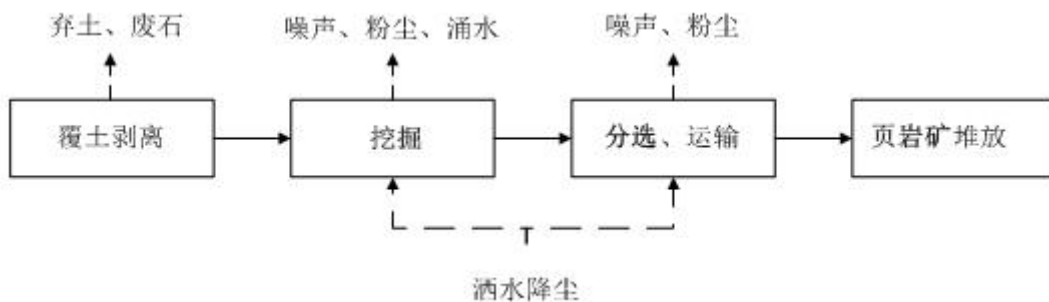 弃土、废石
噪声、粉尘、涌水
噪声、粉尘
覆土剥离
挖掘
分选、运输
页岩矿堆放
洒水降尘